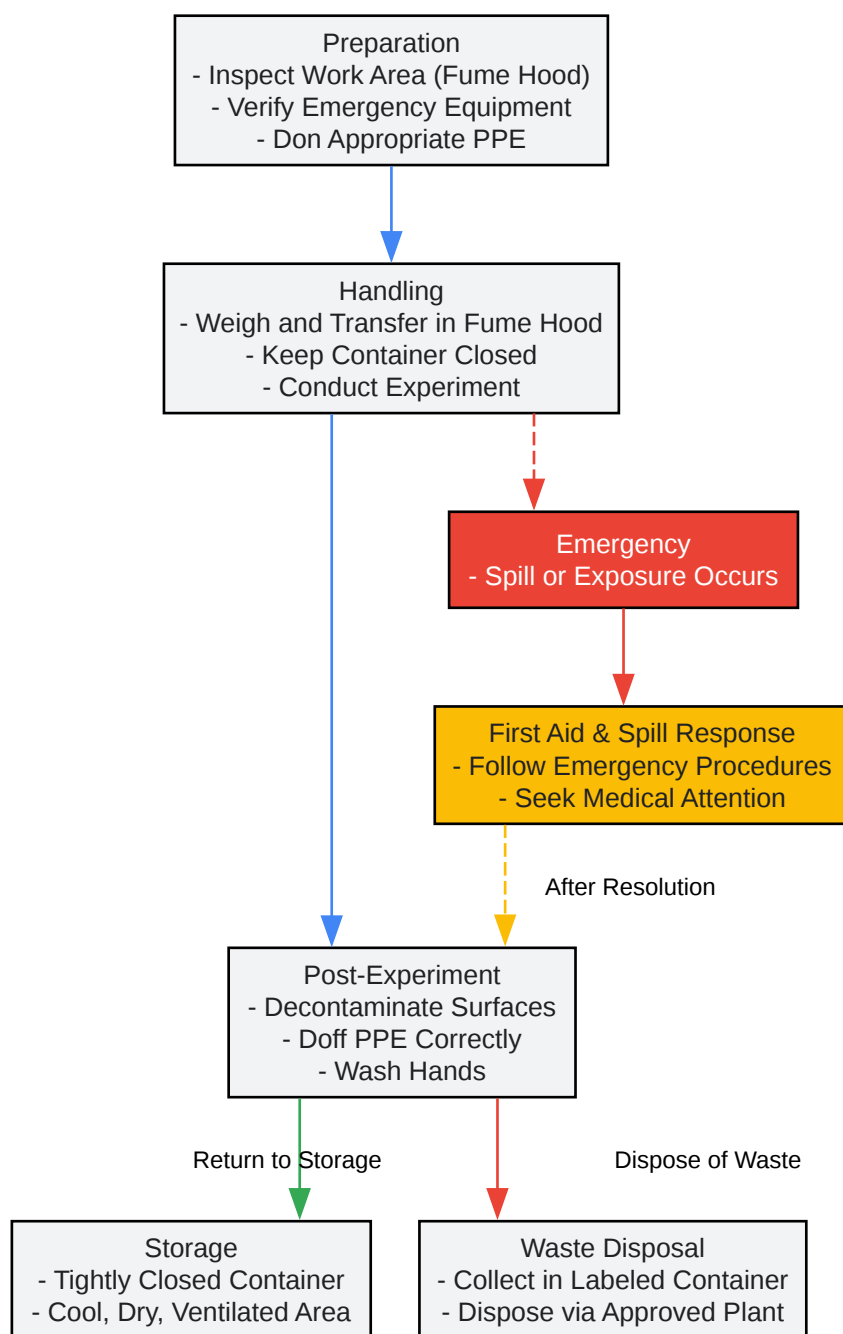 Preparation
- Inspect Work Area (Fume Hood)
- Verify Emergency Equipment
- Don Appropriate PPE
Handling
- Weigh and Transfer in Fume Hood
- Keep Container Closed
- Conduct Experiment
Emergency
- Spill or Exposure Occurs
First Aid & Spill Response
- Follow Emergency Procedures
- Seek Medical Attention
After Resolution
Post-Experiment
- Decontaminate Surfaces
- Doff PPE Correctly
- Wash Hands
Return to Storage
Dispose of Waste
Storage
- Tightly Closed Container
- Cool, Dry, Ventilated Area
Waste Disposal
- Collect in Labeled Container
- Dispose via Approved Plant